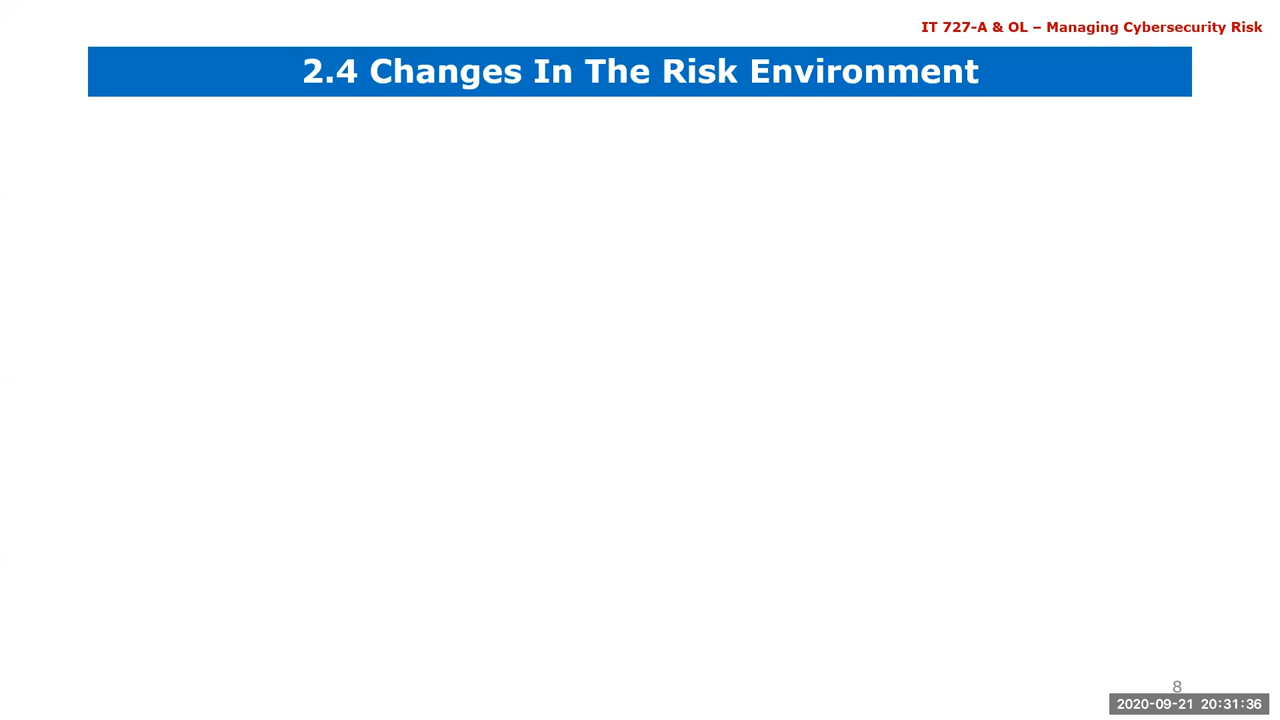 IT 727-A & OL – Managing Cybersecurity Risk
2.4 Changes In The Risk Environment
8
2020-09-21 20:31:36